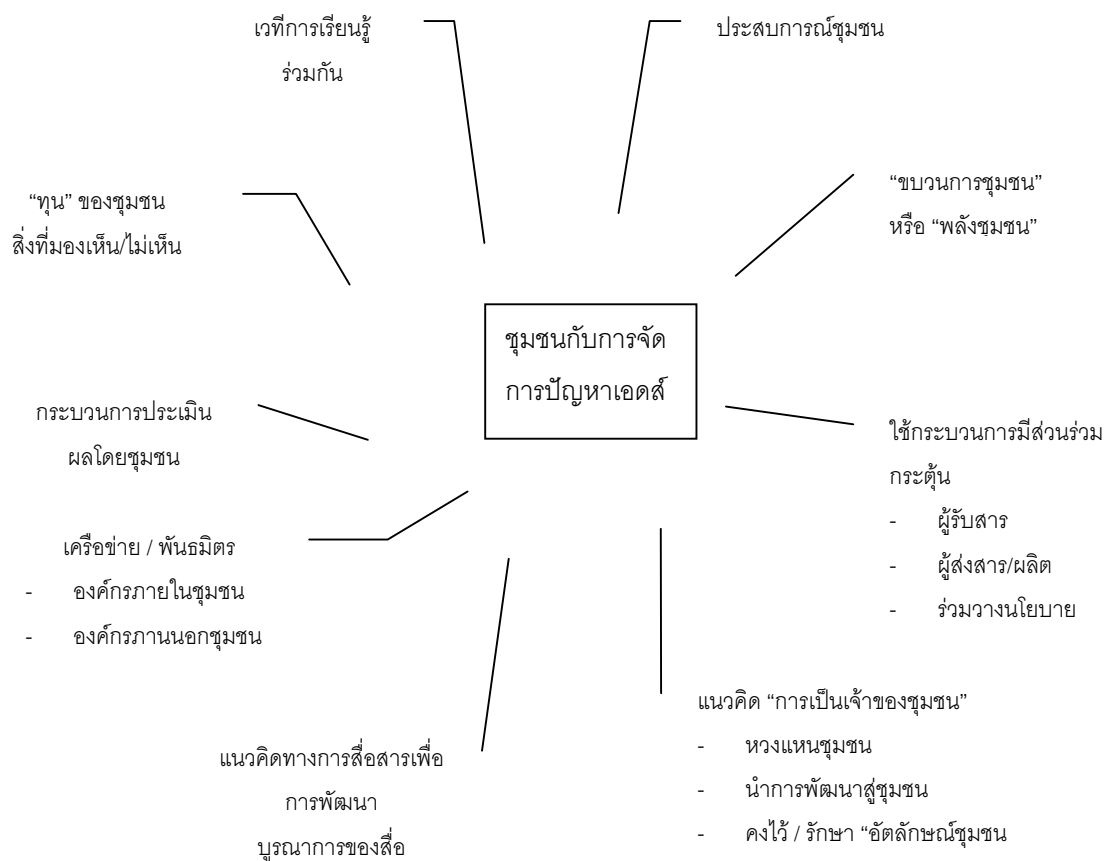 เวทีการเรียนรู้
ร่วมกัน
ประสบการณ์ชุมชน
“ทุน” ของชุมชน
สิ่งที่มองเห็น/ไม่เห็น
“ขบวนการชุมชน”
หรือ “พลังชุมชน”
ชุมชนกับการจัด
การปัญหาเอดส์
กระบวนการประเมิน
ผลโดยชุมชน
ใช้กระบวนการมีส่วนร่วม
กระตุ้น
- ผู้รับสาร
- ผู้ส่งสาร/ผลิต
- ร่วมวางนโยบาย
เครือข่าย / พันธมิตร
- องค์กรภายในชุมชน
- องค์กรภานนอกชุมชน
แนวคิด “การเป็นเจ้าของชุมชน”
- หวงแหนชุมชน
- นำการพัฒนาสู่ชุมชน
- คงไว้ / รักษา “อัตลักษณ์ชุมชน
แนวคิดทางการสื่อสารเพื่อ
การพัฒนา
บูรณาการของสื่อ